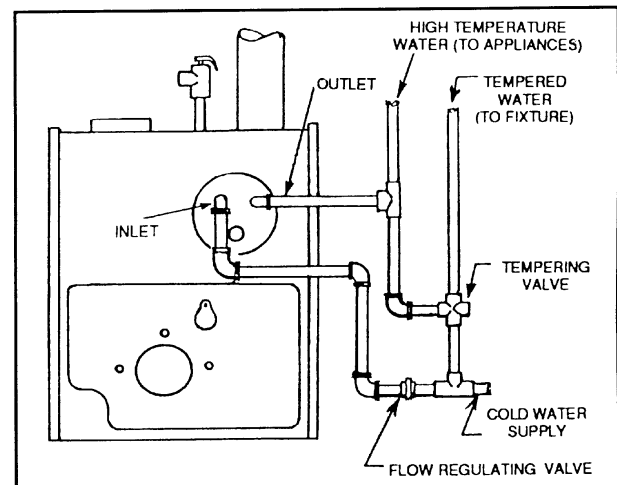 HIGH TEMPERATURE
WATER (TO APPLIANCES)
OUTLET
TEMPERED
WATER
(TO FIXTURE)
INLET
TEMPERING
VALVE
COLD WATER
SUPPLY
FLOW REGULATING VALVE